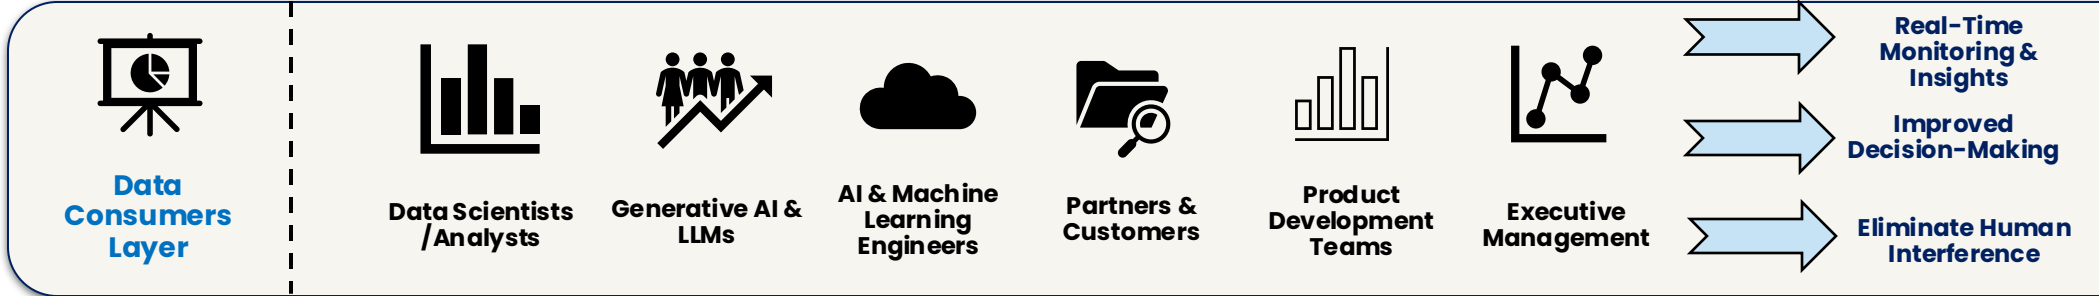 Data
Consumers
Layer
Data Scientists
/Analysts
Generative AI &
LLMs
AI & Machine
Learning
Engineers
Partners &
Customers
Product
Development
Teams
Executive
Management
Real-Time
Monitoring &
Insights
Improved
Decision-Making
Eliminate Human
Interference